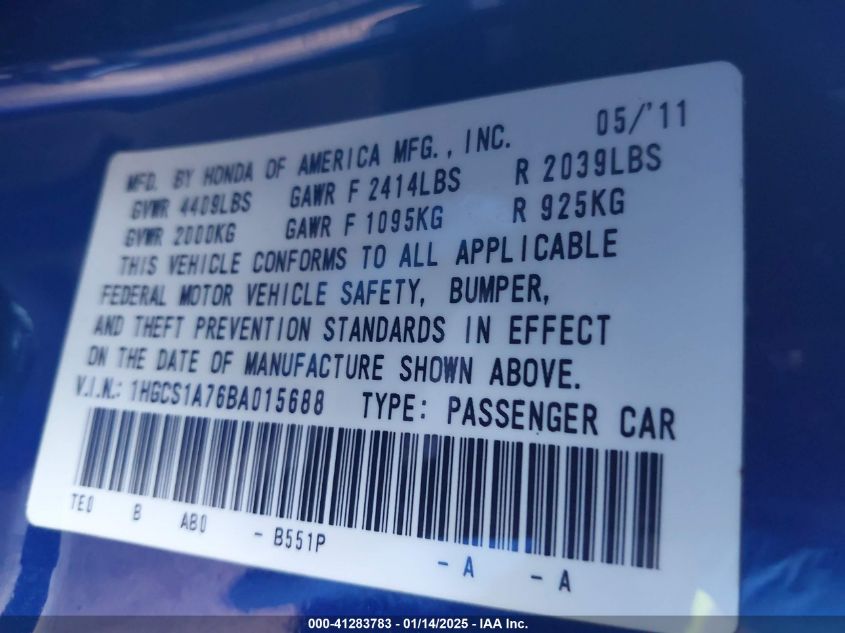 MFD. BY HONDA OF AMERICA MFG., INC. 05/'11
GVWR 4409LBS GAWR F 2414LBS R 2039LBS
GVWR 2000KG GAWR F 1095KG R 925KG
THIS VEHICLE CONFORMS TO ALL APPLICABLE
FEDERAL MOTOR VEHICLE SAFETY, BUMPER,
AND THEFT PREVENTION STANDARDS IN EFFECT
ON THE DATE OF MANUFACTURE SHOWN ABOVE.
V.I.N.: 1HGCS1A76BA015688 TYPE: PASSENGER CAR
TE0 B AB0 - B551P - A - A
000-41283783 - 01/14/2025 - IAA Inc.